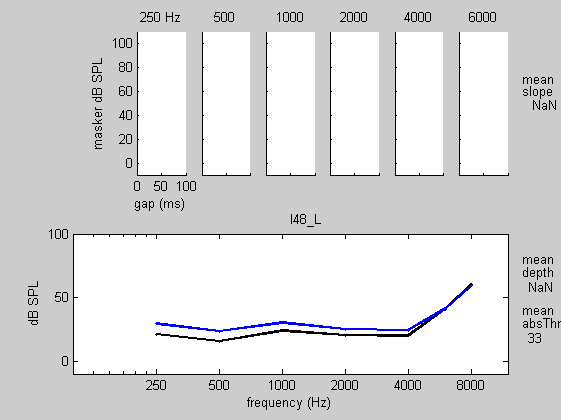 250 Hz 500 1000 2000 4000 6000
masker dB SPL
100
80
60
40
20
0
0 50 100
gap (ms)
mean
slope
NaN
I48_L
dB SPL
100
50
0
250 500 1000 2000 4000 8000
frequency (Hz)
mean
depth
NaN
mean
absThr
33